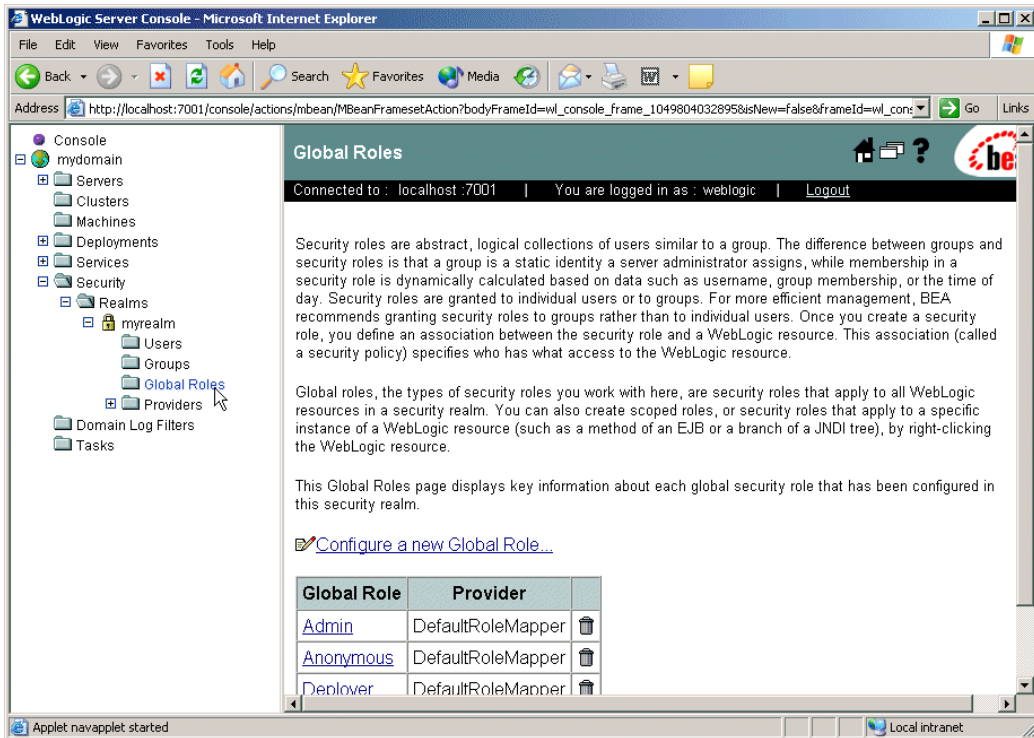 WebLogic Server Console - Microsoft Internet Explorer
File Edit View Favorites Tools Help
Back Search Favorites Media
Address http://localhost:7001/console/actions/mbean/MBeanFramesetAction?bodyFrameId=wl_console_frame_1049804032895&isNew=false&frameId=wl_cons Go Links
Console
mydomain
Servers
Clusters
Machines
Deployments
Services
Security
Realms
myrealm
Users
Groups
Global Roles
Providers
Domain Log Filters
Tasks
Global Roles
be
Connected to : localhost :7001 | You are logged in as : weblogic | Logout
Security roles are abstract, logical collections of users similar to a group. The difference between groups and
security roles is that a group is a static identity a server administrator assigns, while membership in a
security role is dynamically calculated based on data such as username, group membership, or the time of
day. Security roles are granted to individual users or to groups. For more efficient management, BEA
recommends granting security roles to groups rather than to individual users. Once you create a security
role, you define an association between the security role and a WebLogic resource. This association (called
a security policy) specifies who has what access to the WebLogic resource.
Global roles, the types of security roles you work with here, are security roles that apply to all WebLogic
resources in a security realm. You can also create scoped roles, or security roles that apply to a specific
instance of a WebLogic resource (such as a method of an EJB or a branch of a JNDI tree), by right-clicking
the WebLogic resource.
This Global Roles page displays key information about each global security role that has been configured in
this security realm.
Configure a new Global Role...
Global Role Provider
Admin DefaultRoleMapper
Anonymous DefaultRoleMapper
Deployer DefaultRoleMapper
Applet navapplet started
Local intranet